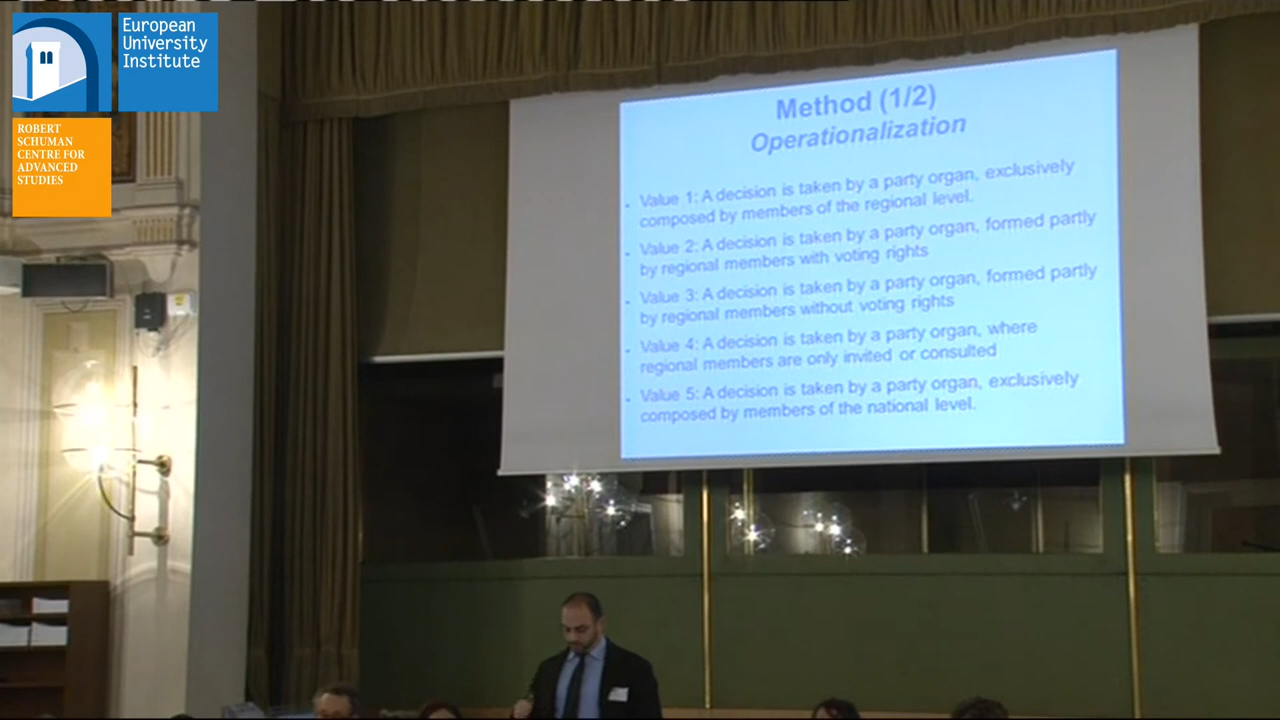 European
University
Institute
ROBERT
SCHUMAN
CENTRE FOR
ADVANCED
STUDIES
Method (1/2)
Operationalization
Value 1: A decision is taken by a party organ, exclusively
composed by members of the regional level.
Value 2: A decision is taken by a party organ, formed partly
by regional members with voting rights
Value 3: A decision is taken by a party organ, formed partly
by regional members without voting rights
Value 4: A decision is taken by a party organ, where
regional members are only invited or consulted
Value 5: A decision is taken by a party organ, exclusively
composed by members of the national level.